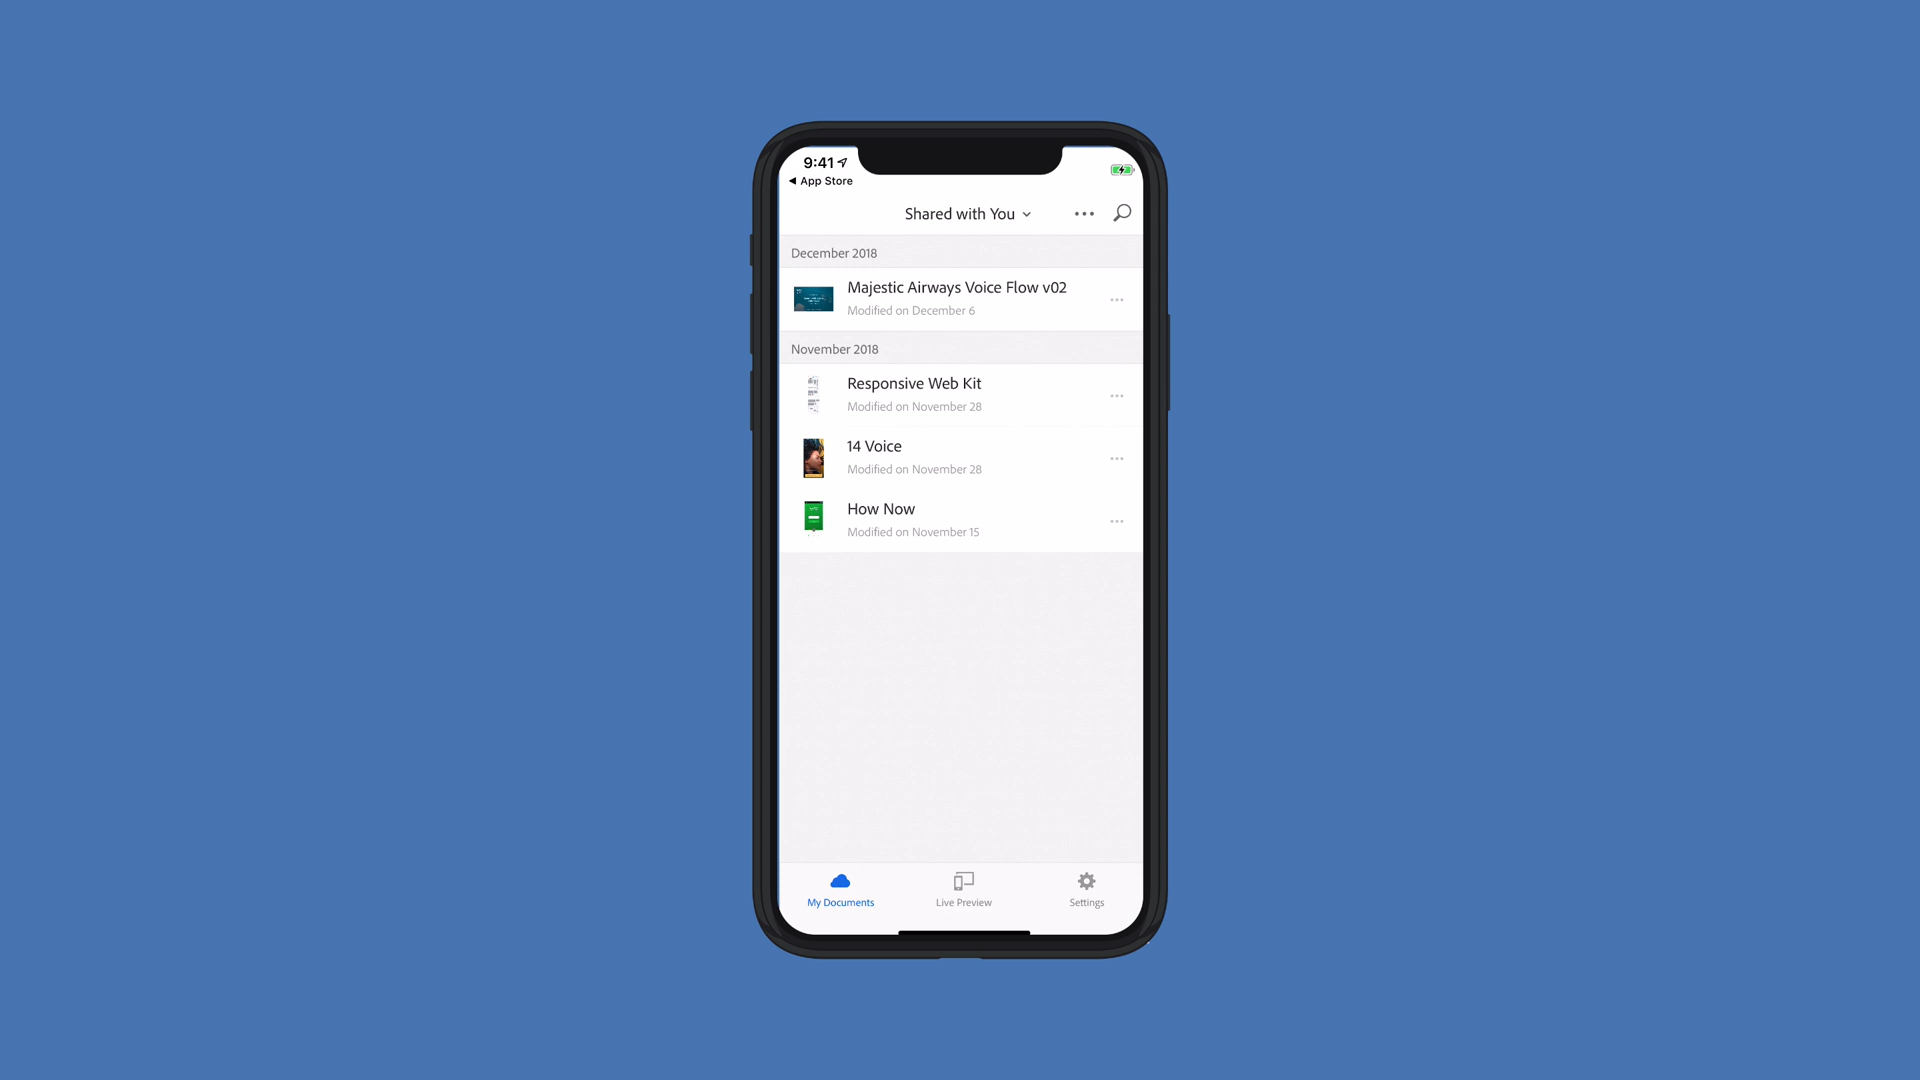 9:41
App Store
Shared with You
December 2018
Majestic Airways Voice Flow v02
Modified on December 6
November 2018
Responsive Web Kit
Modified on November 28
14 Voice
Modified on November 28
How Now
Modified on November 15
My Documents
Live Preview
Settings